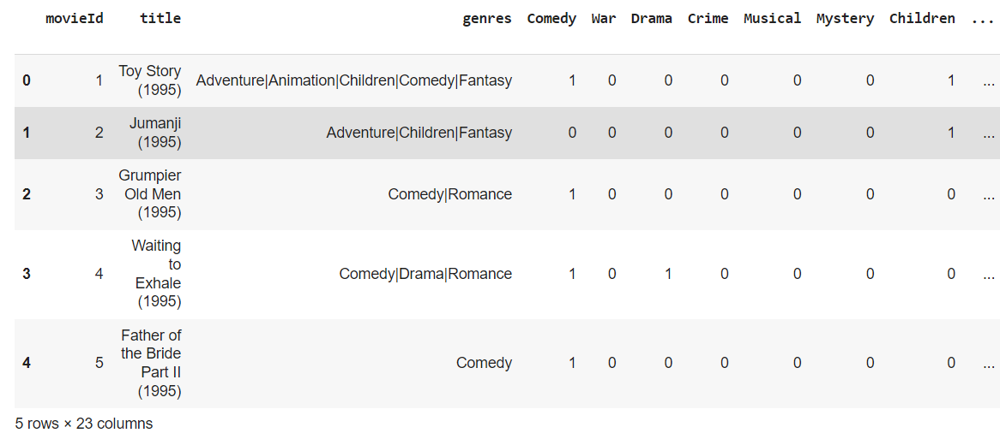 movieId title genres Comedy War Drama Crime Musical Mystery Children ...
0 1 Toy Story (1995) Adventure|Animation|Children|Comedy|Fantasy 1 0 0 0 0 0 1 ...
1 2 Jumanji (1995) Adventure|Children|Fantasy 0 0 0 0 0 0 1 ...
2 3 Grumpier Old Men (1995) Comedy|Romance 1 0 0 0 0 0 0 ...
3 4 Waiting to Exhale (1995) Comedy|Drama|Romance 1 0 1 0 0 0 0 ...
4 5 Father of the Bride Part II (1995) Comedy 1 0 0 0 0 0 0 ...
5 rows × 23 columns